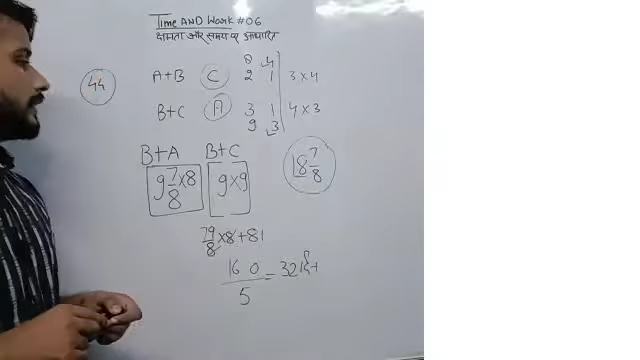 Time AND Work #06
क्षमता और समय पर आधारित
44
8 4
A+B C 2 1 3×4
B+C A 3 1 4×3
9 3
B+A B+C
9 7/8 ×8 9×9
18 7/8
79/8 ×8+81
160/5 = 32 दिन